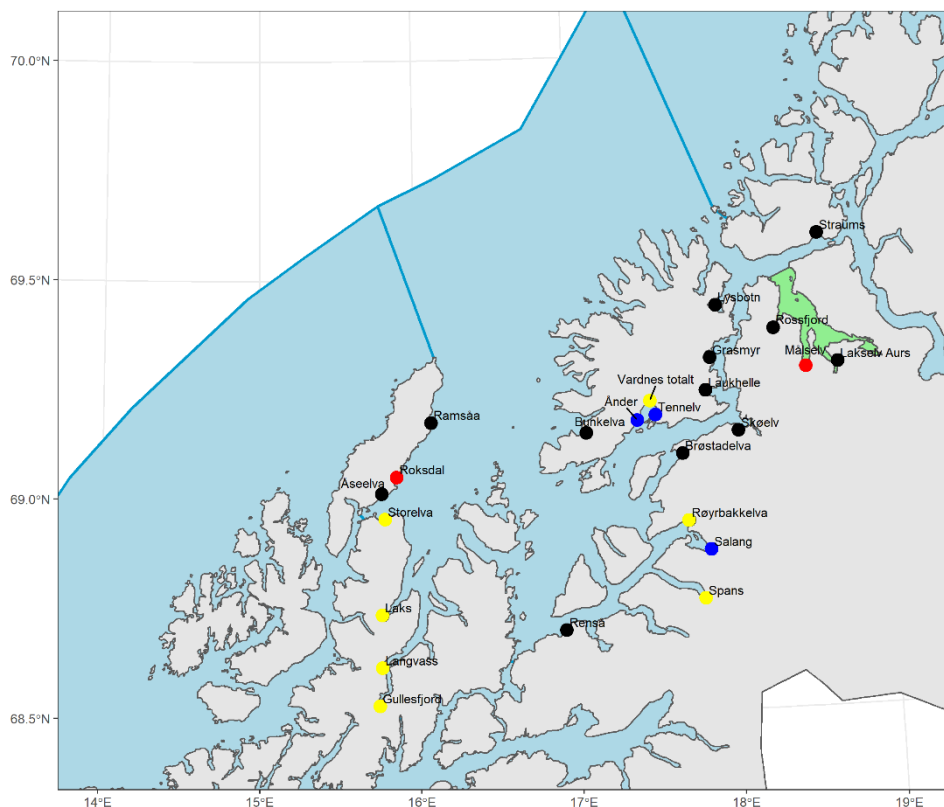 70.0°N
Straums
69.5°N
Lysbotn
Rossfjord
Målselv
Lakselv Aurs
Grasmyr
Vardnes totalt
Laukhelle
Ånder
Tennelv
Ramsåa
Bunkelva
Skøelv
Brøstadelva
Roksdal
Åseelva
69.0°N
Storelva
Røyrbakkelva
Salang
Spans
Laks
Renså
Langvass
Gullesfjord
68.5°N
14°E
15°E
16°E
17°E
18°E
19°E